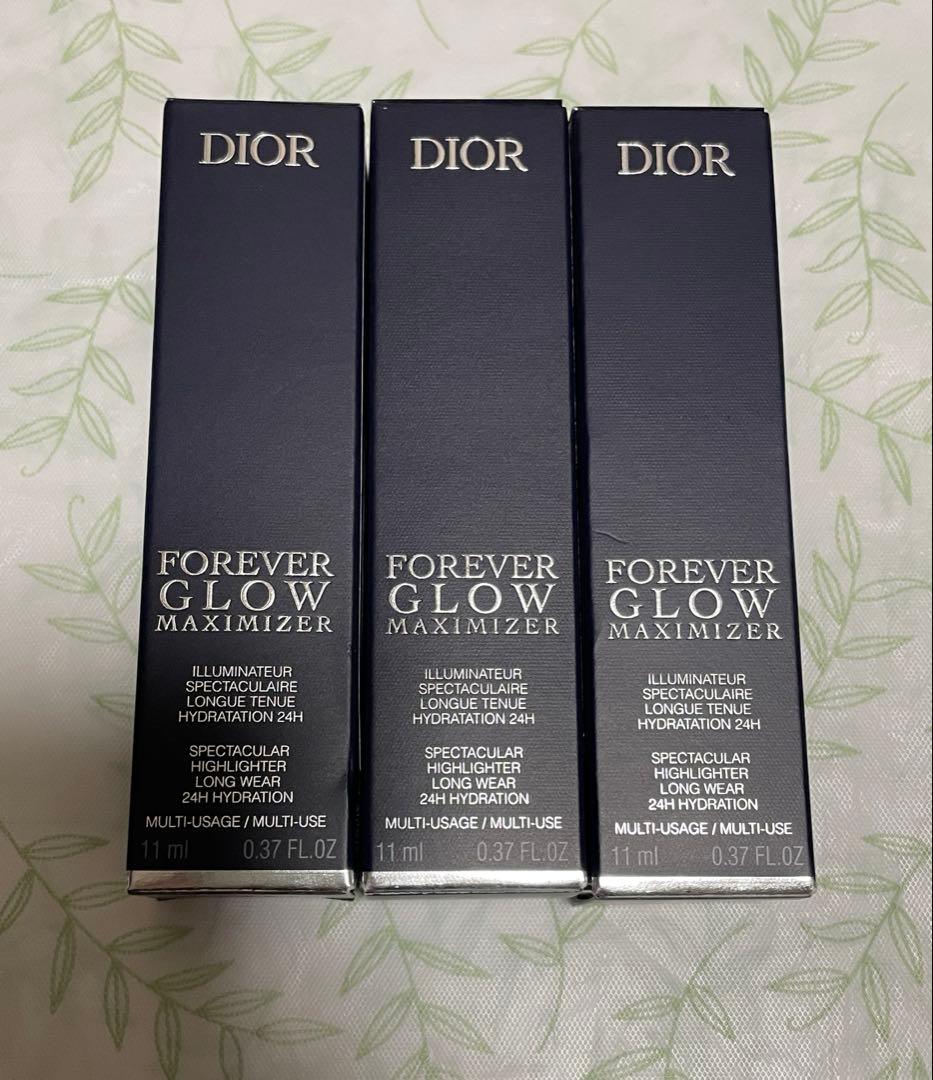 DIOR
FOREVER
GLOW
MAXIMIZER
ILLUMINATEUR
SPECTACULAIRE
LONGUE TENUE
HYDRATATION 24H
SPECTACULAR
HIGHLIGHTER
LONG WEAR
24H HYDRATION
MULTI-USAGE / MULTI-USE
11 ml 0.37 FL.OZ
DIOR
FOREVER
GLOW
MAXIMIZER
ILLUMINATEUR
SPECTACULAIRE
LONGUE TENUE
HYDRATATION 24H
SPECTACULAR
HIGHLIGHTER
LONG WEAR
24H HYDRATION
MULTI-USAGE / MULTI-USE
11 ml 0.37 FL.OZ
DIOR
FOREVER
GLOW
MAXIMIZER
ILLUMINATEUR
SPECTACULAIRE
LONGUE TENUE
HYDRATATION 24H
SPECTACULAR
HIGHLIGHTER
LONG WEAR
24H HYDRATION
MULTI-USAGE / MULTI-USE
11 ml 0.37 FL.OZ